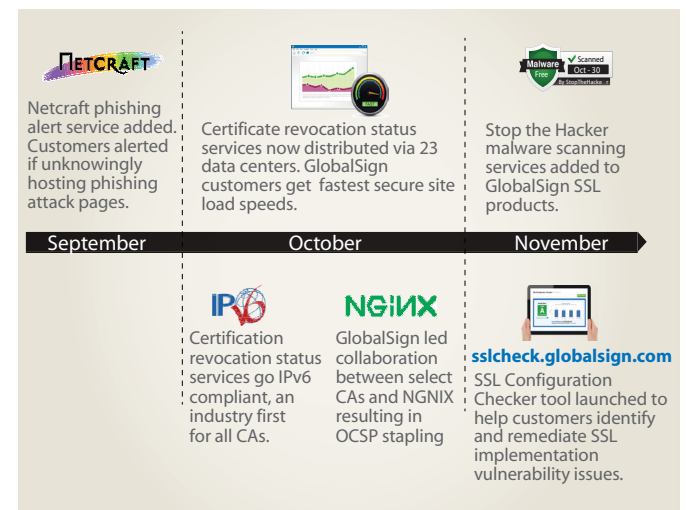 NETCRAFT
Netcraft phishing
alert service added.
Customers alerted
if unknowingly
hosting phishing
attack pages.
FAST
Certificate revocation status
services now distributed via 23
data centers. GlobalSign
customers get fastest secure site
load speeds.
Malware
Free
Scanned
Oct - 30
By StopTheHacke
Stop the Hacker
malware scanning
services added to
GlobalSign SSL
products.
September
October
November
IPv6
Certification
revocation status
services go IPv6
compliant, an
industry first
for all CAs.
NGINX
GlobalSign led
collaboration
between select
CAs and NGNIX
resulting in
OCSP stapling
A
sslcheck.globalsign.com
SSL Configuration
Checker tool launched to
help customers identify
and remediate SSL
implementation
vulnerability issues.